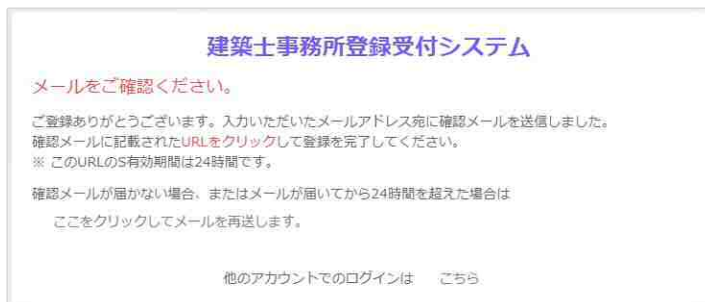 建築士事務所登録受付システム
メールをご確認ください。
ご登録ありがとうございます。入力いただいたメールアドレス宛に確認メールを送信しました。
確認メールに記載されたURLをクリックして登録を完了してください。
※ このURLのS有効期間は24時間です。
確認メールが届かない場合、またはメールが届いてから24時間を超えた場合は
ここをクリックしてメールを再送します。
他のアカウントでのログインは　こちら